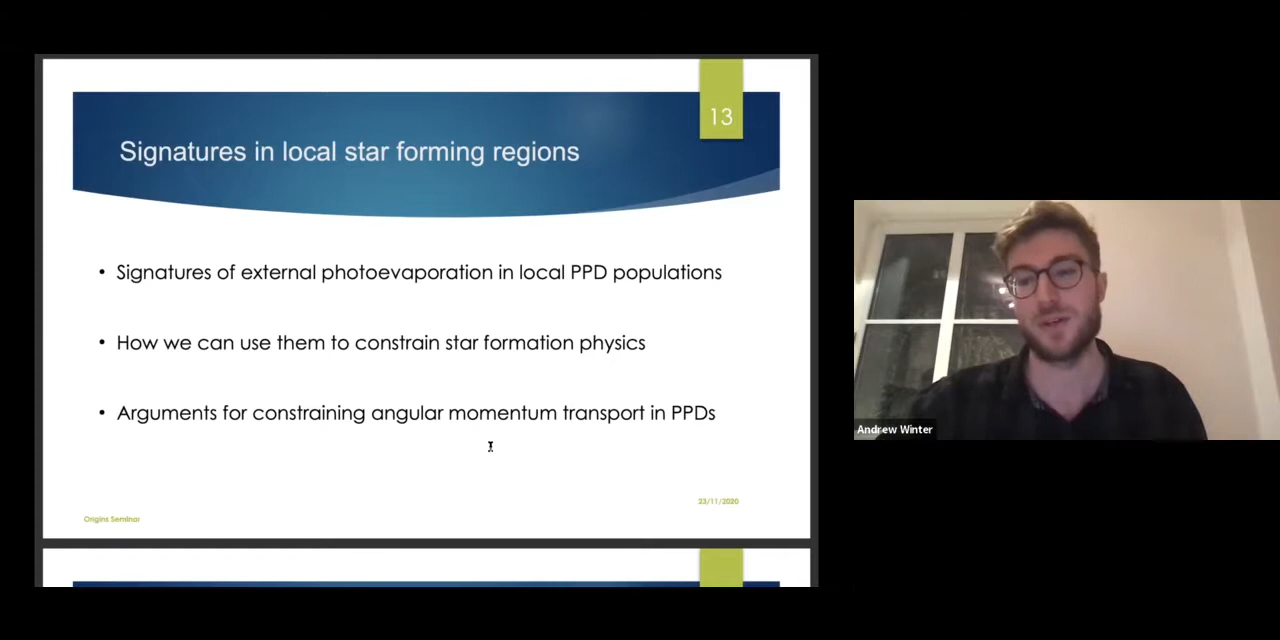 13
Signatures in local star forming regions
• Signatures of external photoevaporation in local PPD populations
• How we can use them to constrain star formation physics
• Arguments for constraining angular momentum transport in PPDs
23/11/2020
Origins Seminar
Andrew Winter